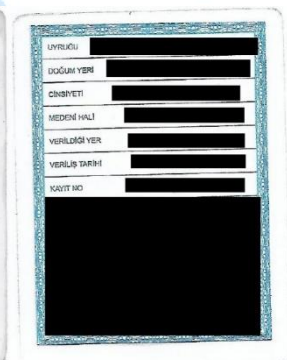 UYRUĞU
DOĞUM YERİ
CİNSİYETİ
MEDENİ HALİ
VERİLDİĞİ YER
VERİLİŞ TARİHİ
KAYIT NO